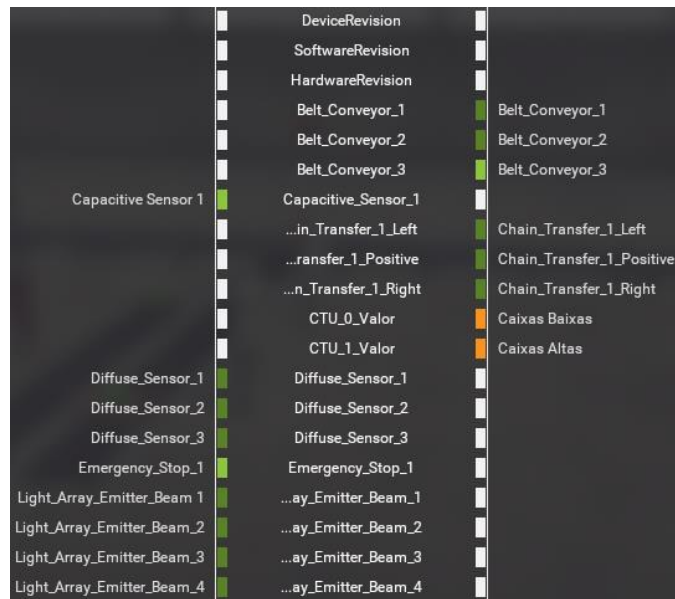 DeviceRevision
SoftwareRevision
HardwareRevision
Belt_Conveyor_1 Belt_Conveyor_1
Belt_Conveyor_2 Belt_Conveyor_2
Belt_Conveyor_3 Belt_Conveyor_3
Capacitive Sensor 1 Capacitive_Sensor_1
...in_Transfer_1_Left Chain_Transfer_1_Left
...ransfer_1_Positive Chain_Transfer_1_Positive
...n_Transfer_1_Right Chain_Transfer_1_Right
CTU_0_Valor Caixas Baixas
CTU_1_Valor Caixas Altas
Diffuse_Sensor_1 Diffuse_Sensor_1
Diffuse_Sensor_2 Diffuse_Sensor_2
Diffuse_Sensor_3 Diffuse_Sensor_3
Emergency_Stop_1 Emergency_Stop_1
Light_Array_Emitter_Beam 1 ...ay_Emitter_Beam_1
Light_Array_Emitter_Beam_2 ...ay_Emitter_Beam_2
Light_Array_Emitter_Beam_3 ...ay_Emitter_Beam_3
Light_Array_Emitter_Beam_4 ...ay_Emitter_Beam_4